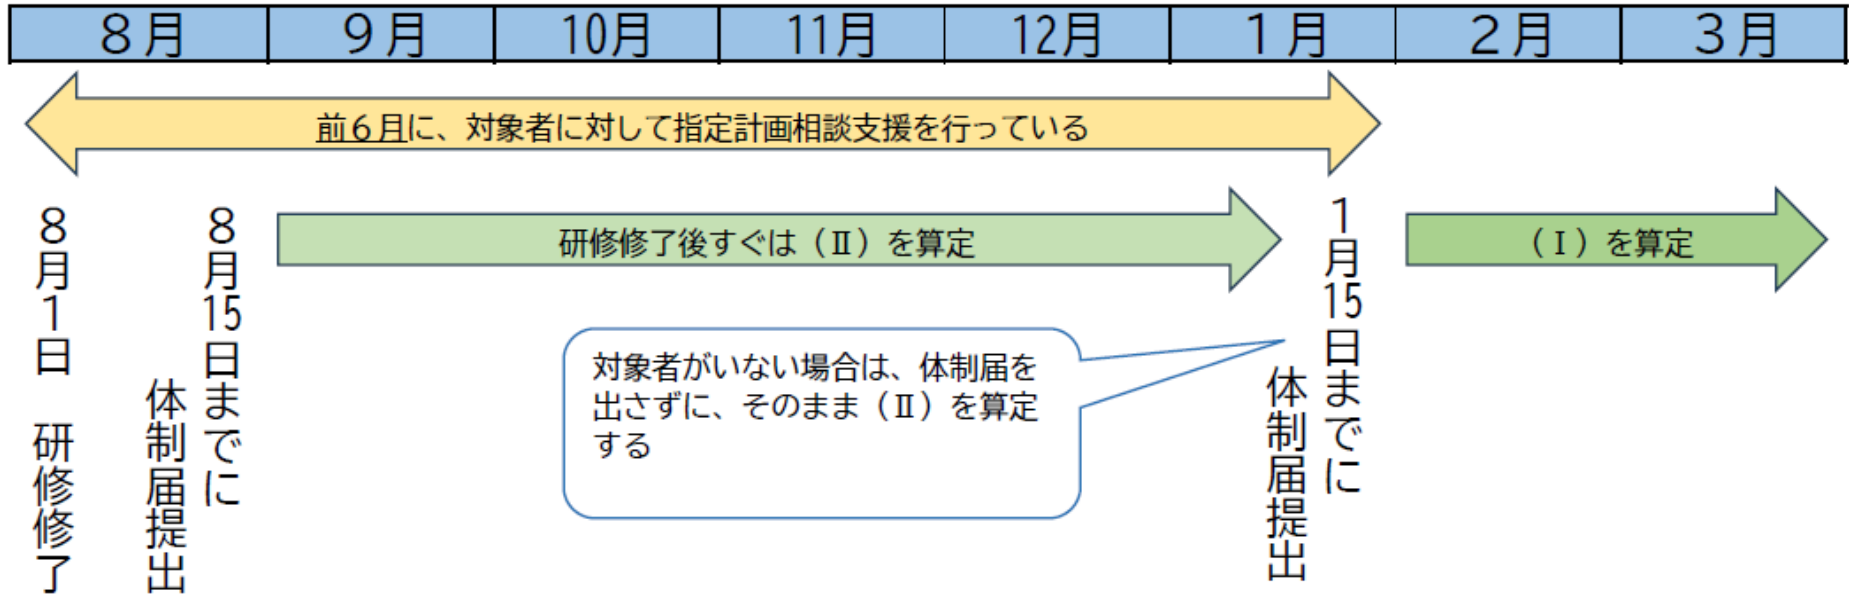 8月 9月 10月 11月 12月 1月 2月 3月
前6月に、対象者に対して指定計画相談支援を行っている
8月1日 研修修了
8月15日までに
体制届提出
研修修了後すぐは（Ⅱ）を算定
1月15日までに
体制届提出
（Ⅰ）を算定
対象者がいない場合は、体制届を
出さずに、そのまま（Ⅱ）を算定
する